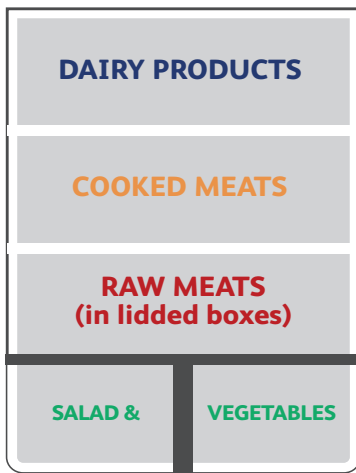 DAIRY PRODUCTS
COOKED MEATS
RAW MEATS
(in lidded boxes)
SALAD & VEGETABLES